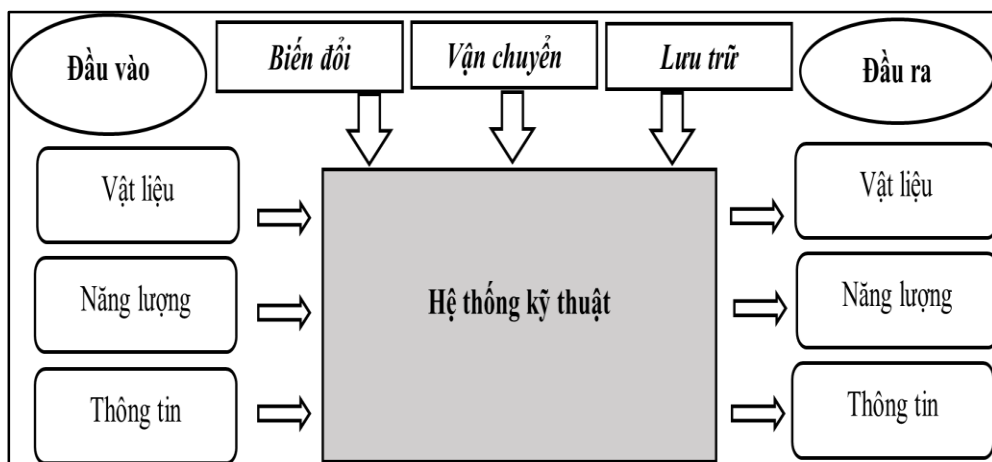 Đầu vào
Biến đổi
Vận chuyển
Lưu trữ
Đầu ra
Vật liệu
Vật liệu
Năng lượng
Hệ thống kỹ thuật
Năng lượng
Thông tin
Thông tin